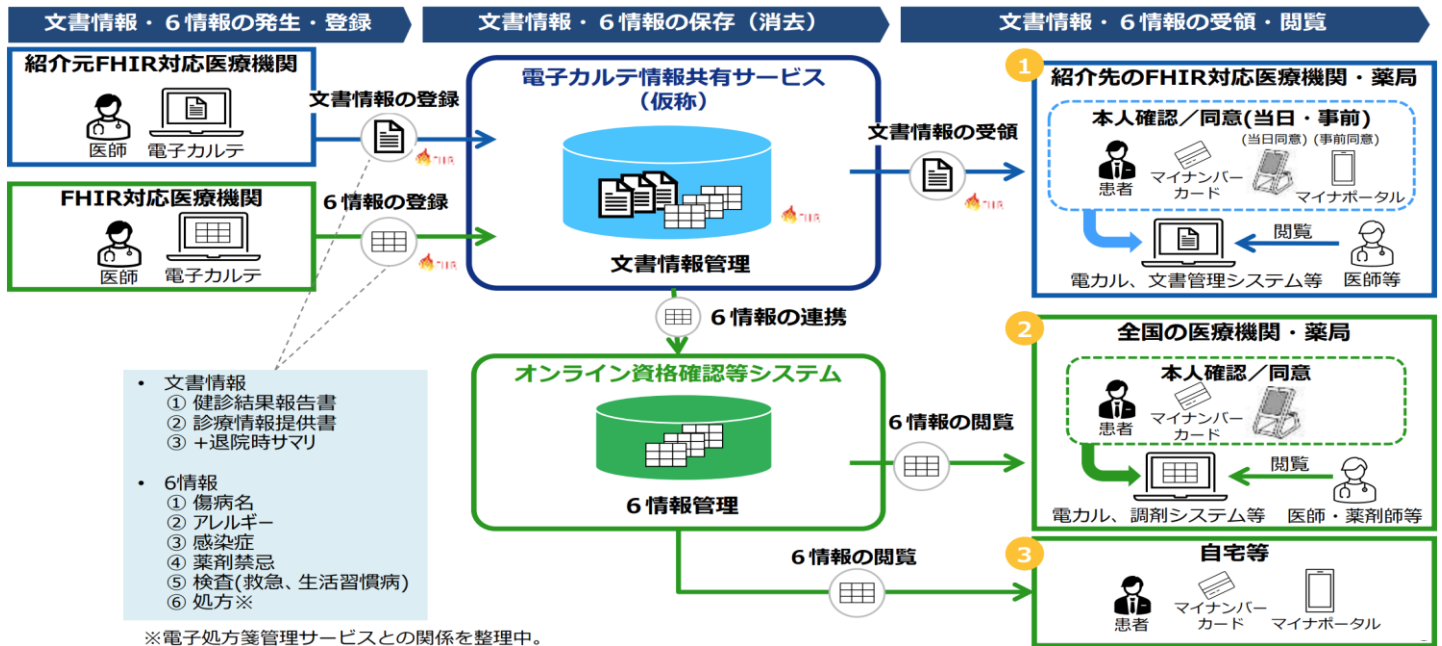 文書情報・６情報の発生・登録
文書情報・６情報の保存（消去）
文書情報・６情報の受領・閲覧
紹介元FHIR対応医療機関
医師
電子カルテ
文書情報の登録
FHIR対応医療機関
医師
電子カルテ
６情報の登録
電子カルテ情報共有サービス
（仮称）
文書情報管理
６情報の連携
オンライン資格確認等システム
６情報管理
文書情報の受領
６情報の閲覧
６情報の閲覧
1
紹介先のFHIR対応医療機関・薬局
本人確認／同意(当日・事前)
(当日同意)
(事前同意)
患者
マイナンバー
カード
マイナポータル
閲覧
電カル、文書管理システム等
医師等
2
全国の医療機関・薬局
本人確認／同意
患者
マイナンバー
カード
閲覧
電カル、調剤システム等
医師・薬剤師等
3
自宅等
患者
マイナンバー
カード
マイナポータル
• 文書情報
① 健診結果報告書
② 診療情報提供書
③ +退院時サマリ
• 6情報
① 傷病名
② アレルギー
③ 感染症
④ 薬剤禁忌
⑤ 検査(救急、生活習慣病)
⑥ 処方※
※電子処方箋管理サービスとの関係を整理中。